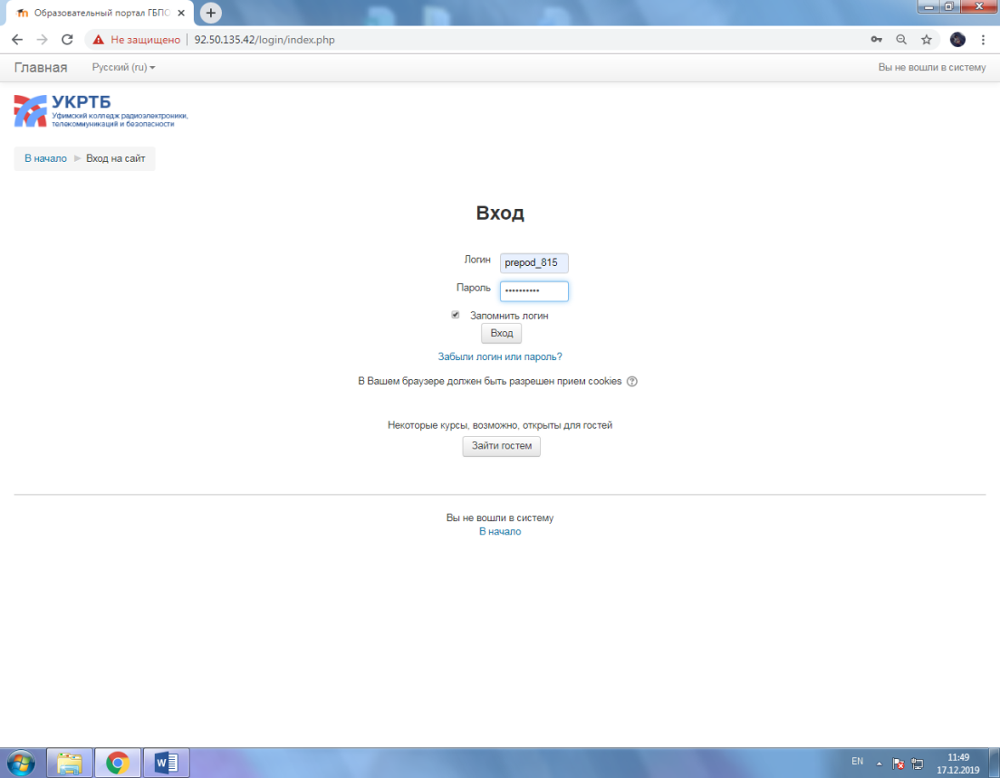 Образовательный портал ГБПО
Не защищено
92.50.135.42/login/index.php
Главная
Русский (ru)
Вы не вошли в систему
УКРТБ
Уфимский колледж радиоэлектроники,
телекоммуникаций и безопасности
В начало
Вход на сайт
Вход
Логин
prepod_815
Пароль
••••••••••
Запомнить логин
Вход
Забыли логин или пароль?
В Вашем браузере должен быть разрешен прием cookies
Некоторые курсы, возможно, открыты для гостей
Зайти гостем
Вы не вошли в систему
В начало
EN
11:49
17.12.2019